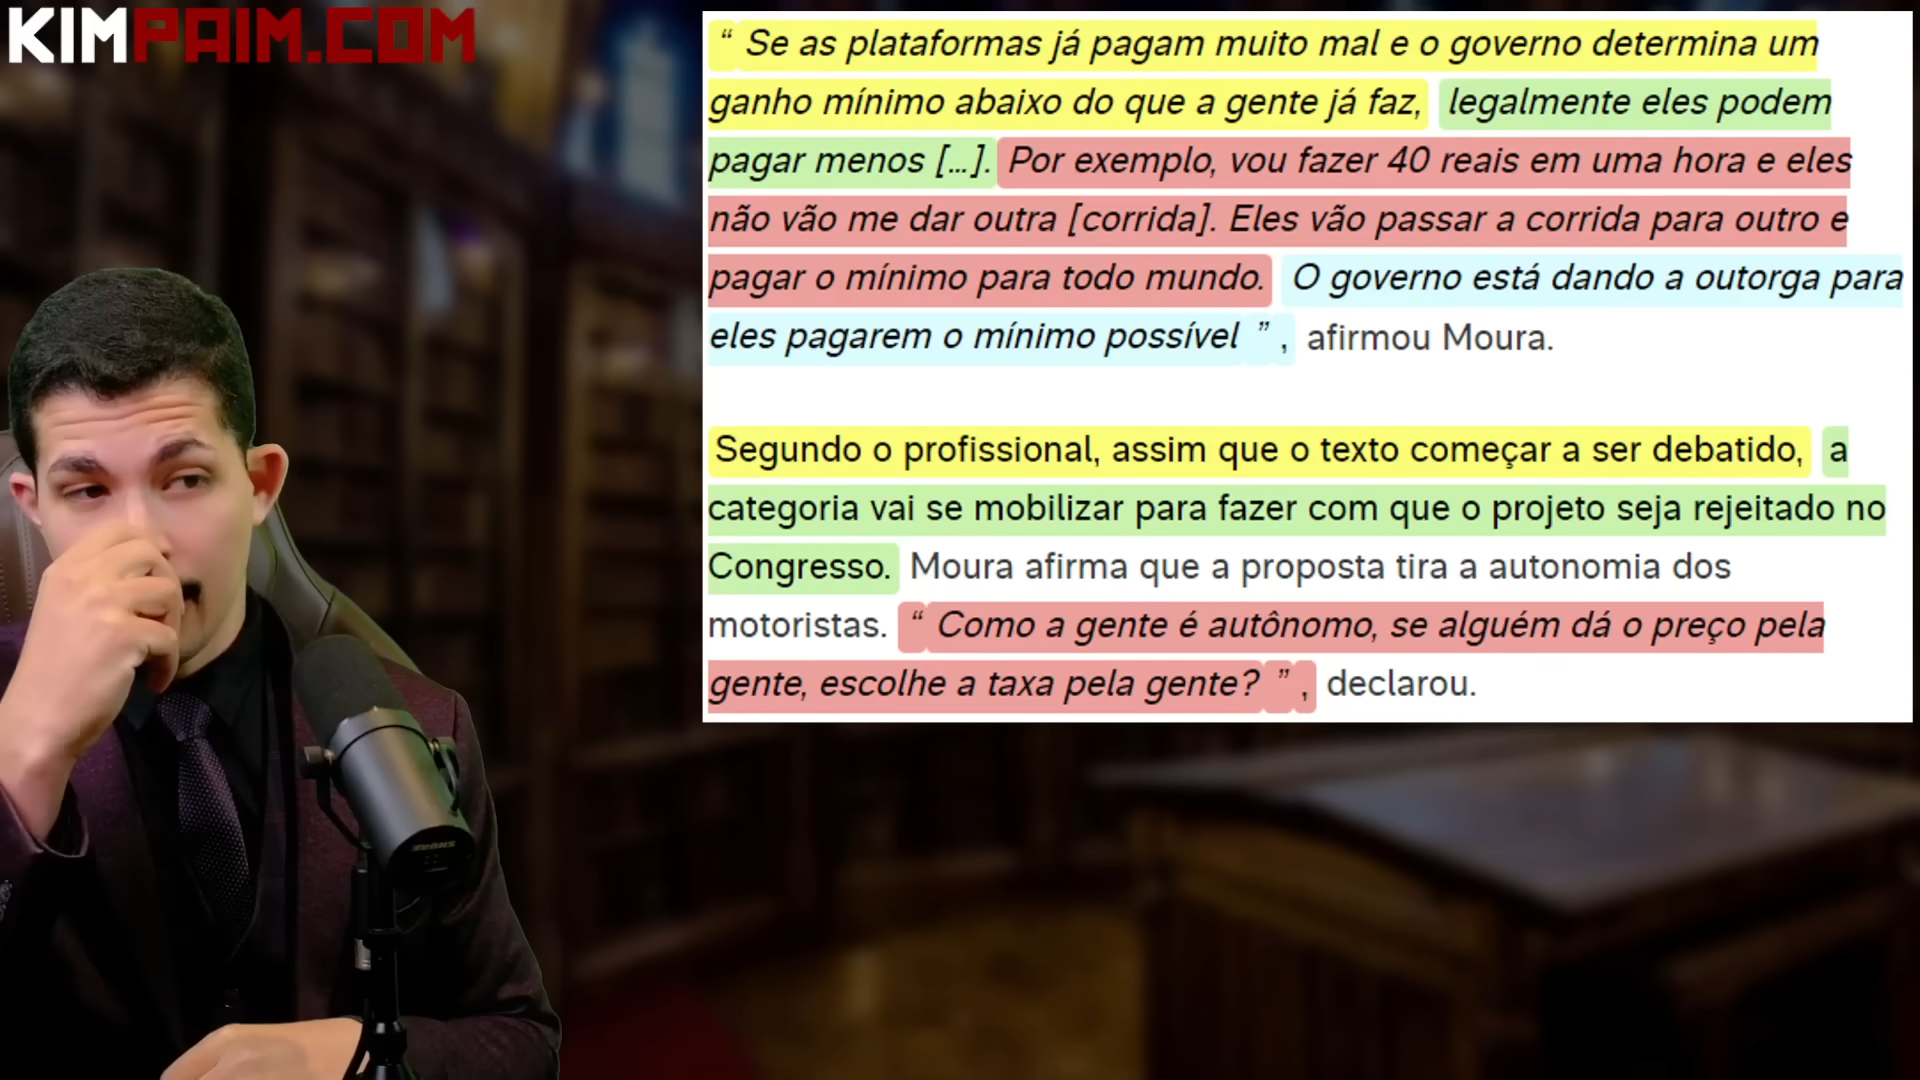 KIMPAIM.COM
“ Se as plataformas já pagam muito mal e o governo determina um
ganho mínimo abaixo do que a gente já faz, legalmente eles podem
pagar menos [...]. Por exemplo, vou fazer 40 reais em uma hora e eles
não vão me dar outra [corrida]. Eles vão passar a corrida para outro e
pagar o mínimo para todo mundo. O governo está dando a outorga para
eles pagarem o mínimo possível ” , afirmou Moura.
Segundo o profissional, assim que o texto começar a ser debatido, a
categoria vai se mobilizar para fazer com que o projeto seja rejeitado no
Congresso. Moura afirma que a proposta tira a autonomia dos
motoristas. “ Como a gente é autônomo, se alguém dá o preço pela
gente, escolhe a taxa pela gente? ” , declarou.
SHURE